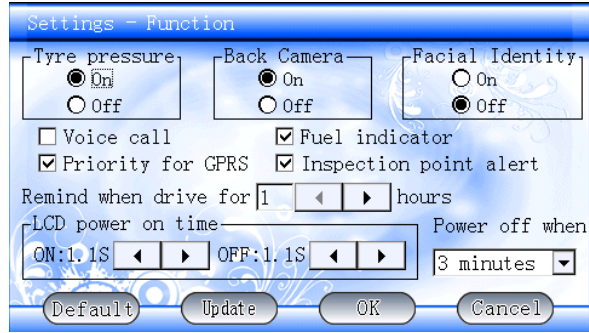 Settings - Function
Tyre pressure Back Camera Facial Identity
On On On
Off Off Off
Voice call Fuel indicator
Priority for GPRS Inspection point alert
Remind when drive for 1 hours
LCD power on time Power off when
ON:1.1S OFF:1.1S 3 minutes
Default Update OK Cancel